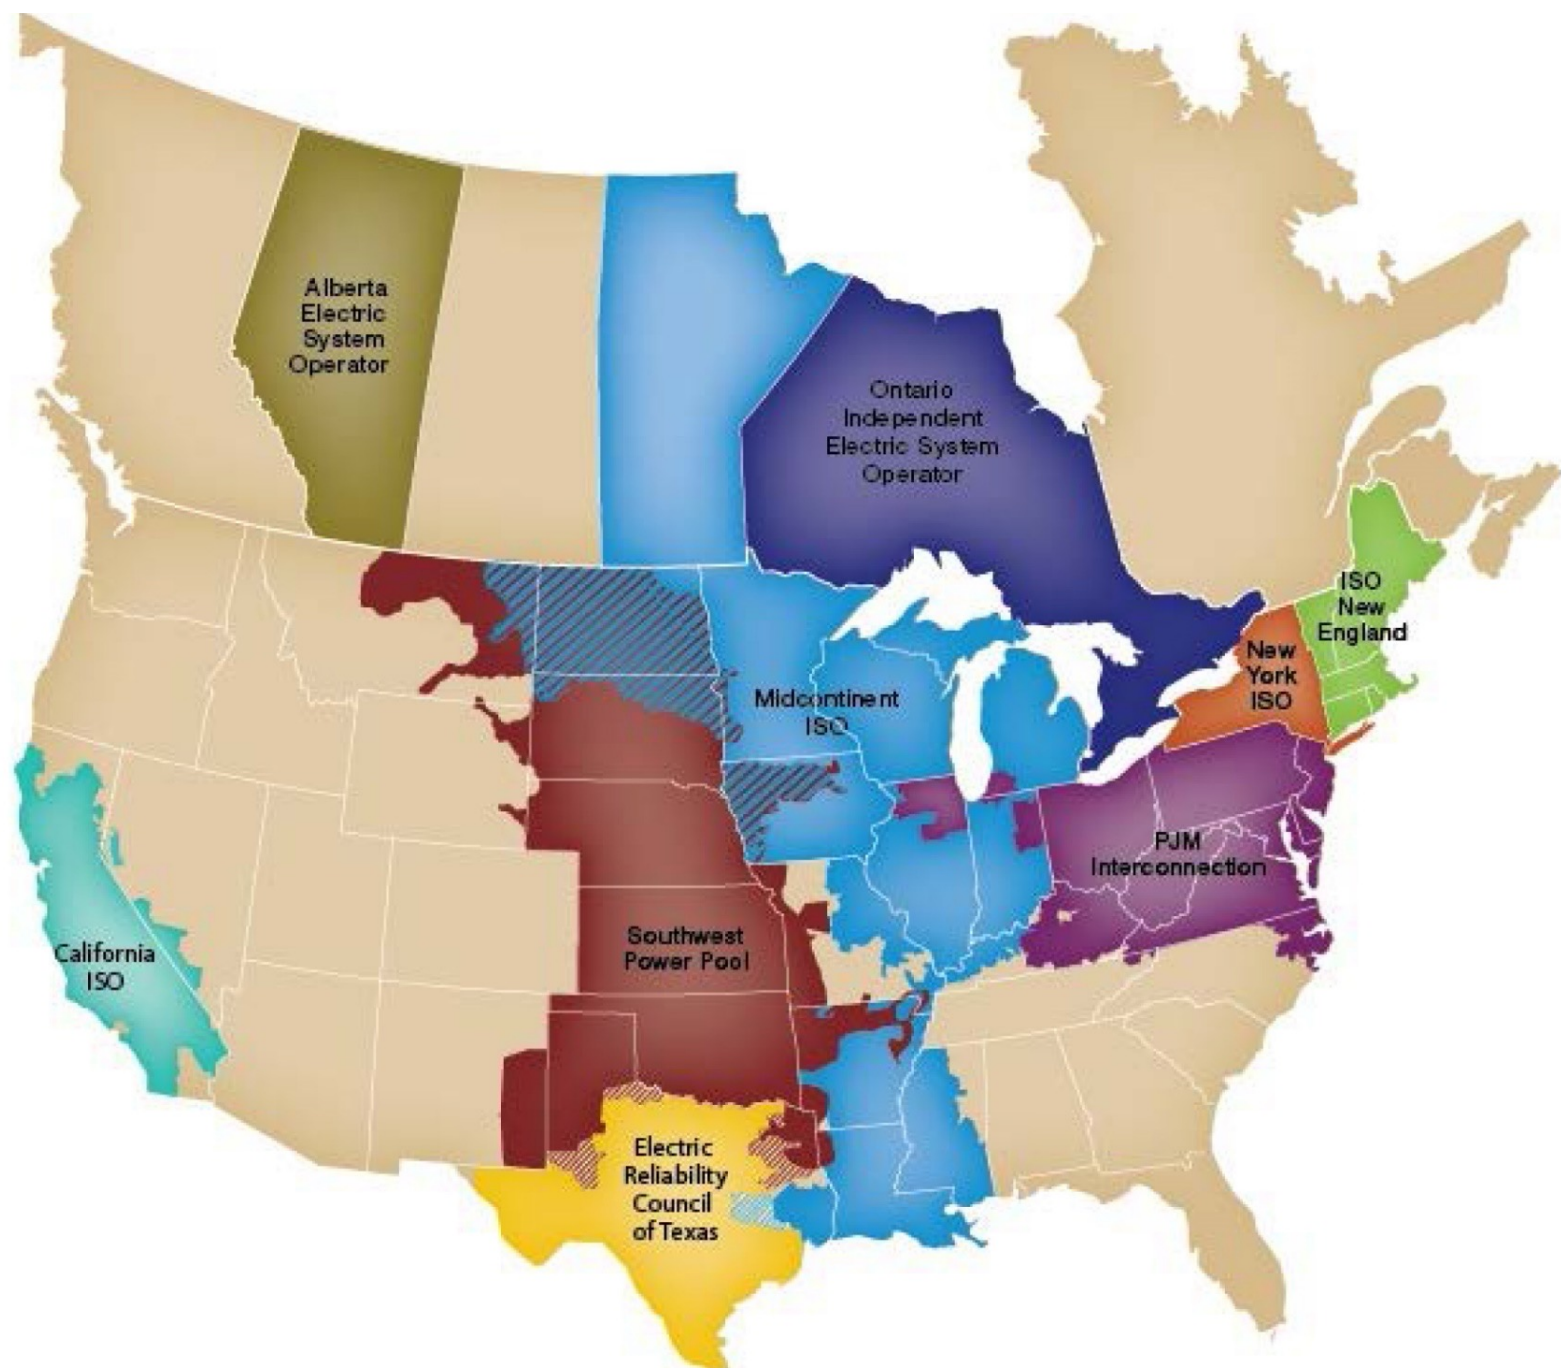 Alberta
Electric
System
Operator
Ontario
Independent
Electric System
Operator
ISO
New
England
New
York
ISO
Midcontinent
ISO
PJM
Interconnection
California
ISO
Southwest
Power Pool
Electric
Reliability
Council
of Texas